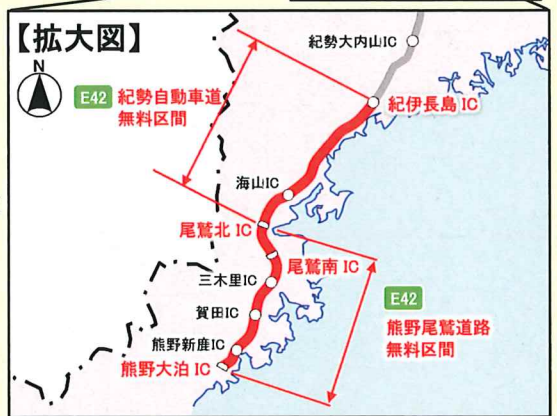 【拡大図】
N
紀勢大内山IC
E42 紀勢自動車道
無料区間
紀伊長島 IC
海山IC
尾鷲北 IC
尾鷲南 IC
三木里IC
賀田IC
E42
熊野尾鷲道路
無料区間
熊野新鹿IC
熊野大泊 IC